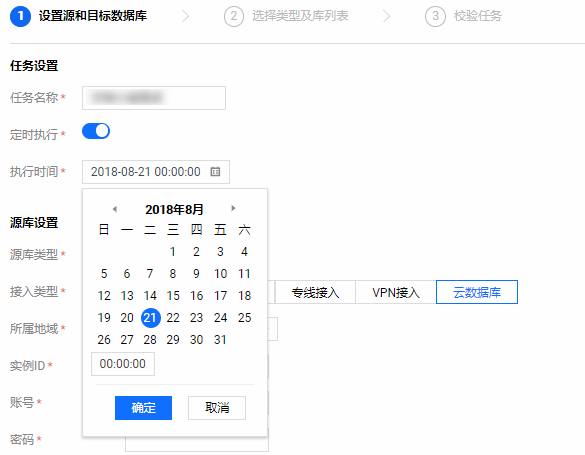 1 设置源和目标数据库 2 选择类型及库列表 3 校验任务
任务设置
任务名称 *
定时执行 *
执行时间 * 2018-08-21 00:00:00
2018年8月
日 一 二 三 四 五 六
1 2 3 4
5 6 7 8 9 10 11
12 13 14 15 16 17 18
19 20 21 22 23 24 25
26 27 28 29 30 31
00:00:00
确定 取消
源库设置
源库类型 *
接入类型 * 专线接入 VPN接入 云数据库
所属地域 *
实例ID *
账号 *
密码 *